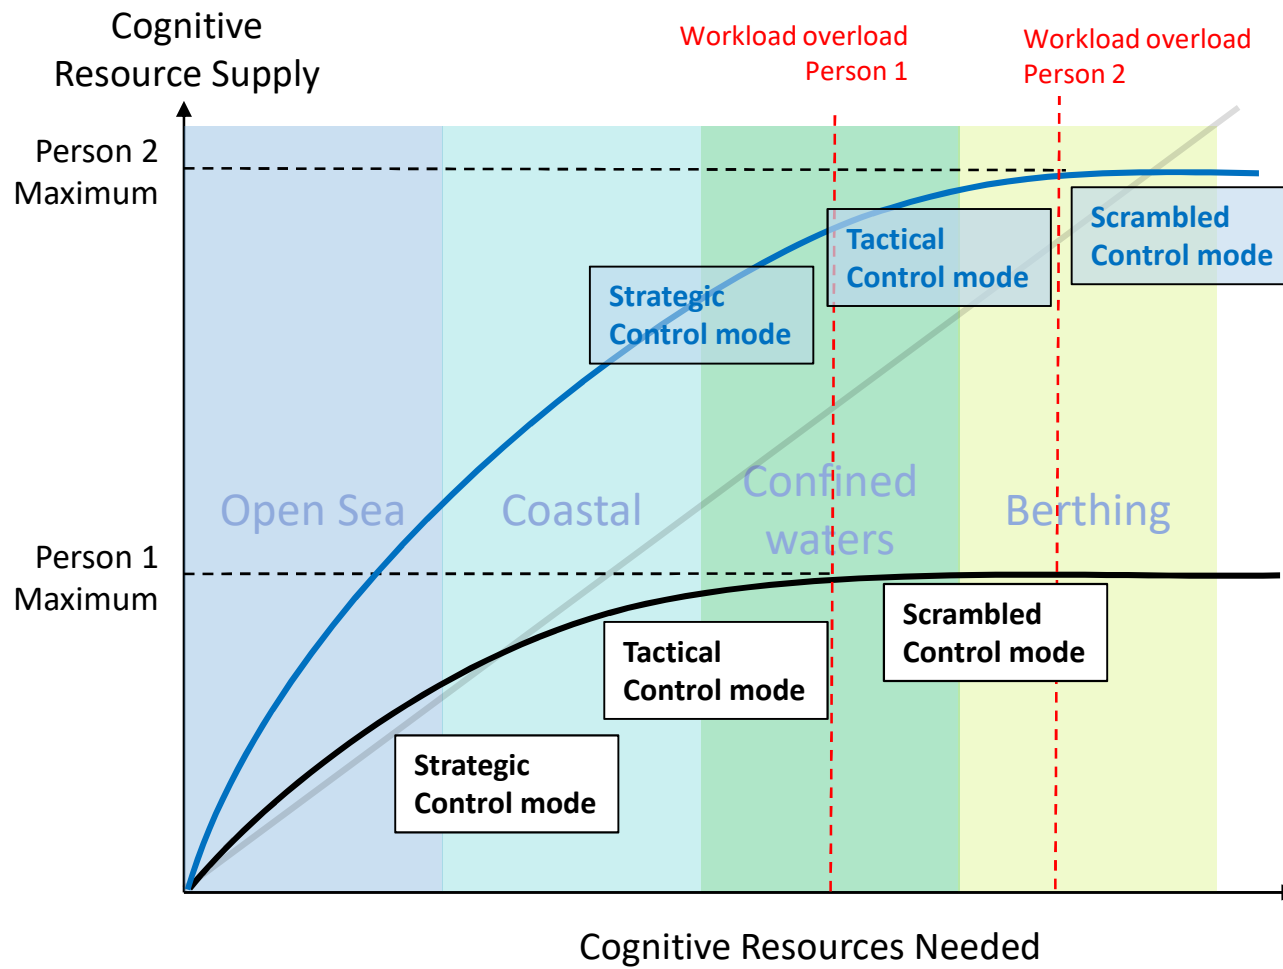 Cognitive
Resource Supply
Workload overload
Person 1
Workload overload
Person 2
Person 2
Maximum
Scrambled
Control mode
Tactical
Control mode
Strategic
Control mode
Open Sea
Coastal
Confined
waters
Berthing
Person 1
Maximum
Scrambled
Control mode
Tactical
Control mode
Strategic
Control mode
Cognitive Resources Needed